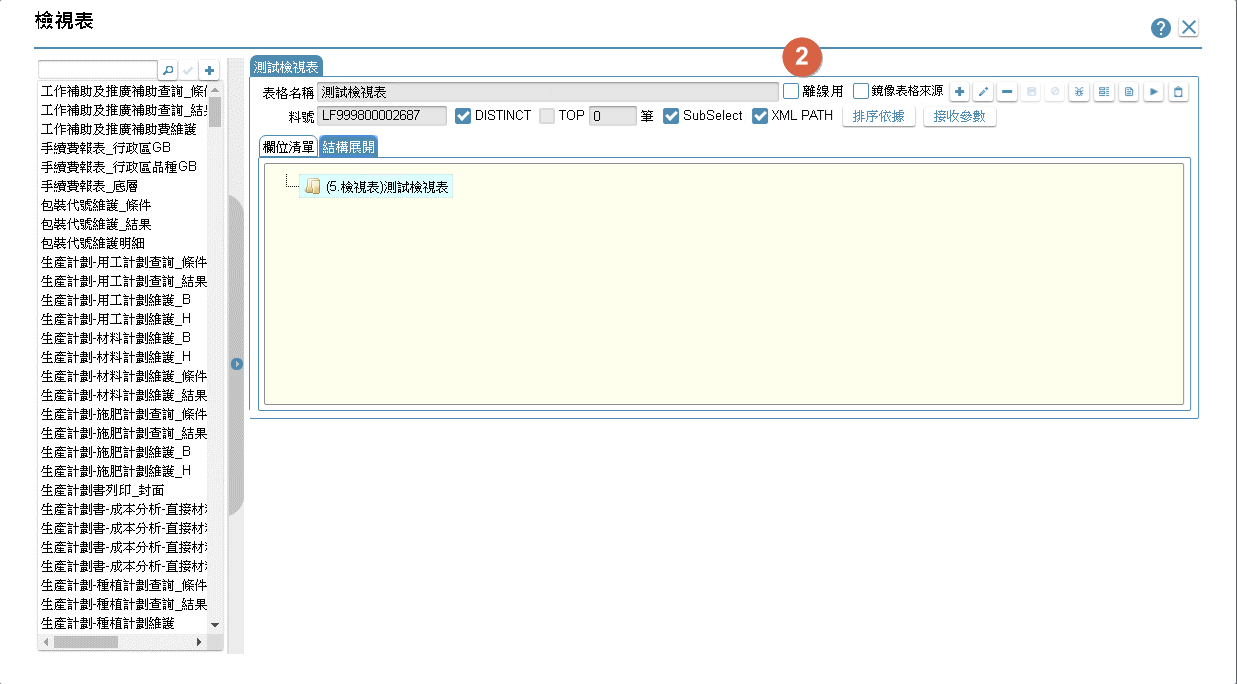 檢視表
測試檢視表
2
表格名稱 測試檢視表 離線用 鏡像表格來源
料號 LF999800002687 DISTINCT TOP 0 筆 SubSelect XML PATH 排序依據 接收參數
欄位清單 結構展開
(5.檢視表)測試檢視表
工作補助及推廣補助查詢_條
工作補助及推廣補助查詢_結
工作補助及推廣補助費維護
手續費報表_行政區GB
手續費報表_行政區品種GB
手續費報表_底層
包裝代號維護_條件
包裝代號維護_結果
包裝代號維護明細
生產計劃-用工計劃查詢_條件
生產計劃-用工計劃查詢_結果
生產計劃-用工計劃維護_B
生產計劃-用工計劃維護_H
生產計劃-材料計劃維護_B
生產計劃-材料計劃維護_H
生產計劃-材料計劃維護_條件
生產計劃-材料計劃維護_結果
生產計劃-施肥計劃查詢_條件
生產計劃-施肥計劃查詢_結果
生產計劃-施肥計劃維護_B
生產計劃-施肥計劃維護_H
生產計劃書列印_封面
生產計劃書-成本分析-直接材
生產計劃書-成本分析-直接材
生產計劃書-成本分析-直接材
生產計劃書-成本分析-直接材
生產計劃-種植計劃查詢_條件
生產計劃-種植計劃查詢_結果
生產計劃-種植計劃維護